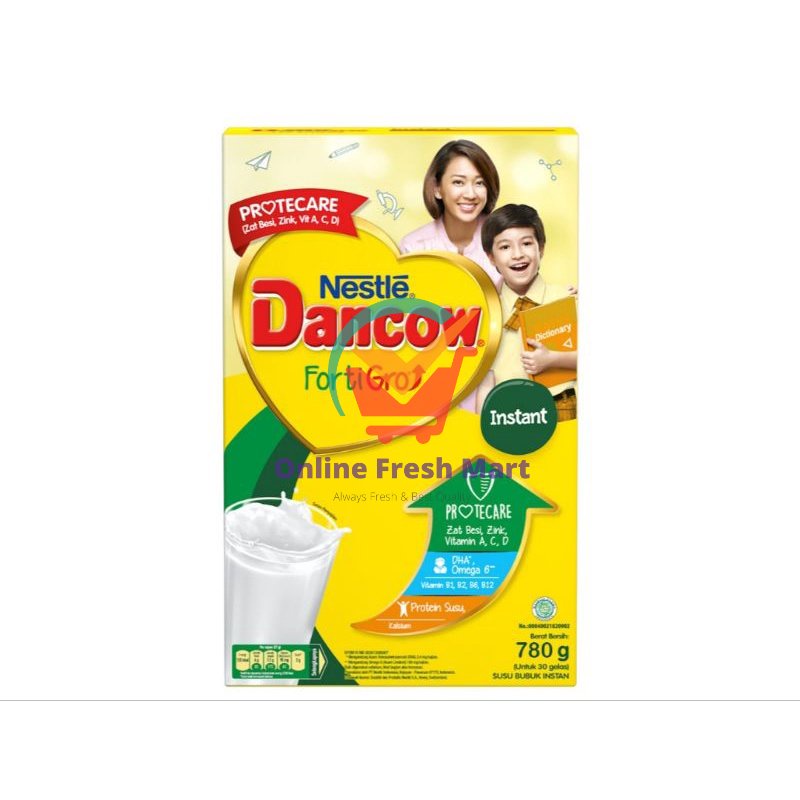 PROTECARE
(Zat Besi, Zink, Vit A, C, D)
Nestlé®
Dancow®
FortiGro
Dictionary
Instant
Online Fresh Mart
Always Fresh & Best Quality
PROTECARE
Zat Besi, Zink,
Vitamin A, C, D
DHA*,
Omega 6**
Vitamin B1, B2, B6, B12
Protein Susu,
Kalsium
Berat Bersih:
780 g
(Untuk 30 gelas)
SUSU BUBUK INSTAN
Selengkapnya